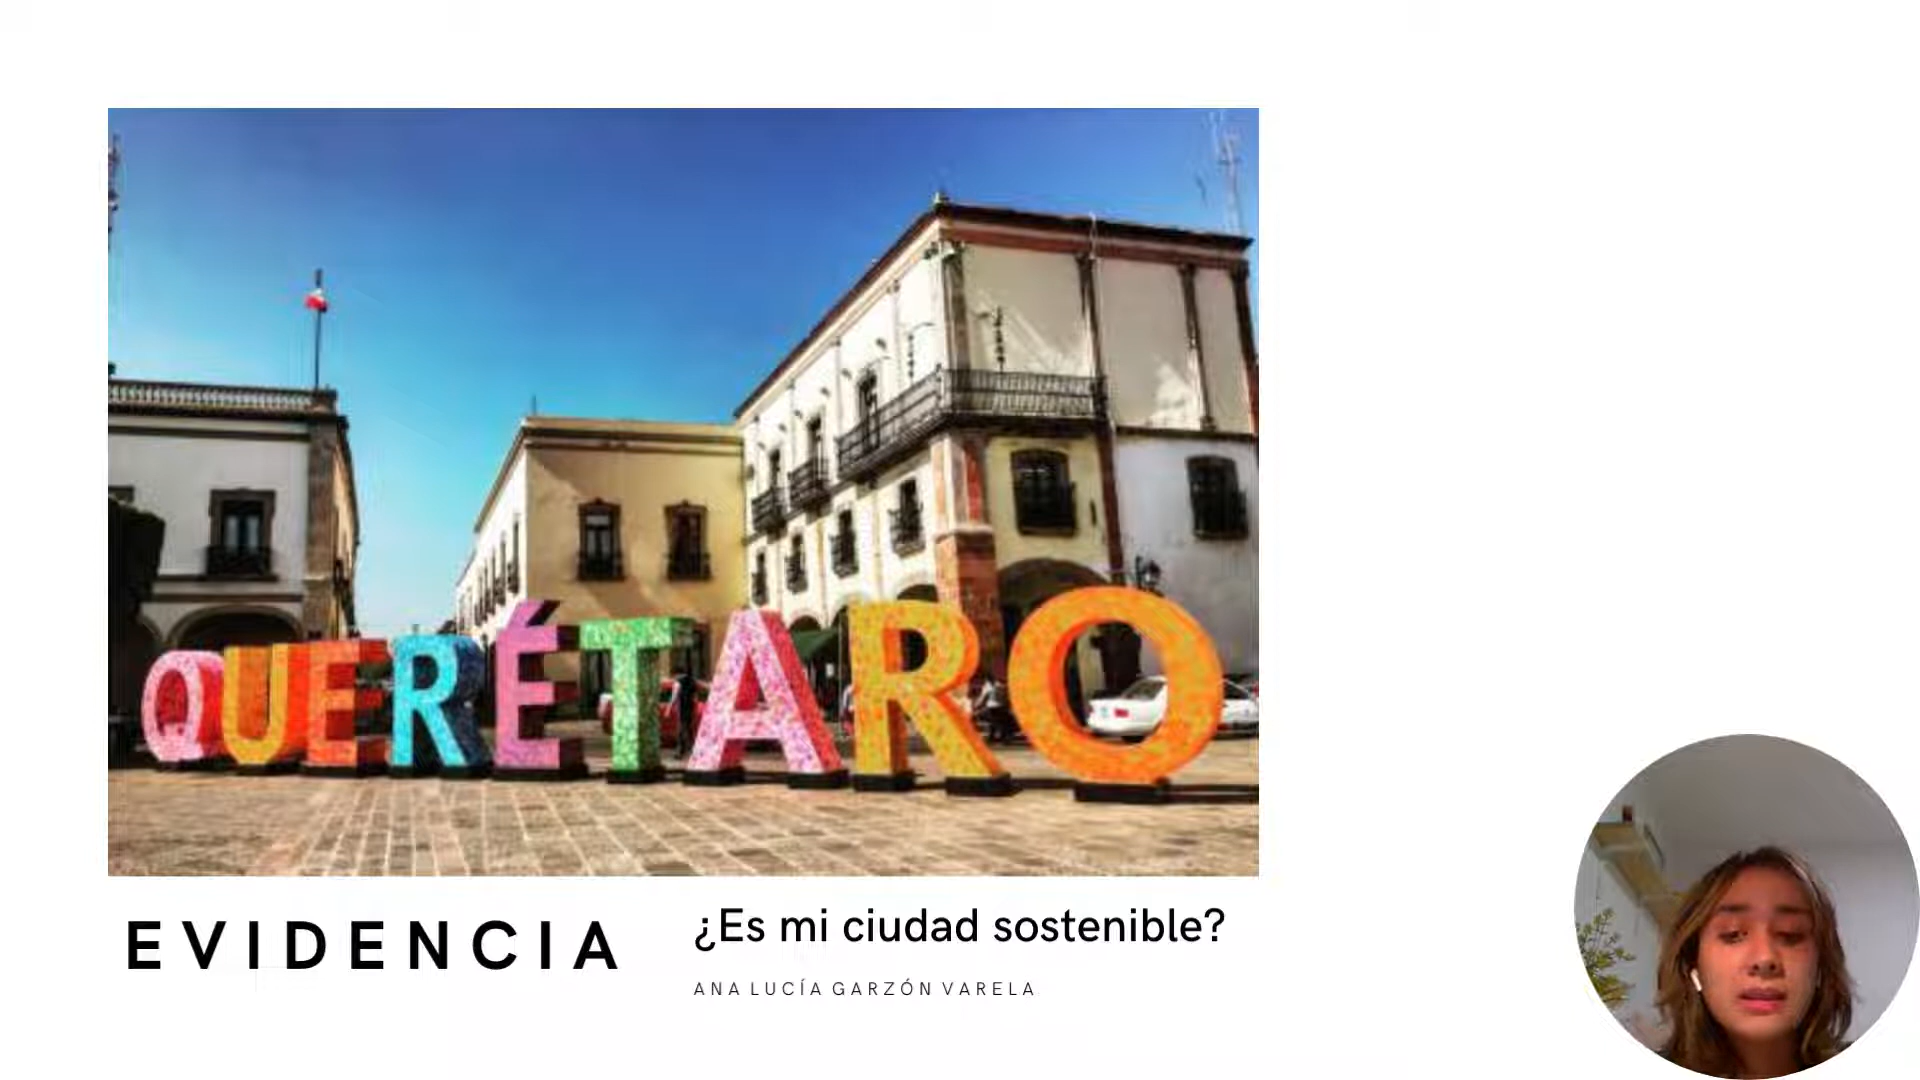 QUERÉTARO
EVIDENCIA
¿Es mi ciudad sostenible?
ANA LUCÍA GARZÓN VARELA